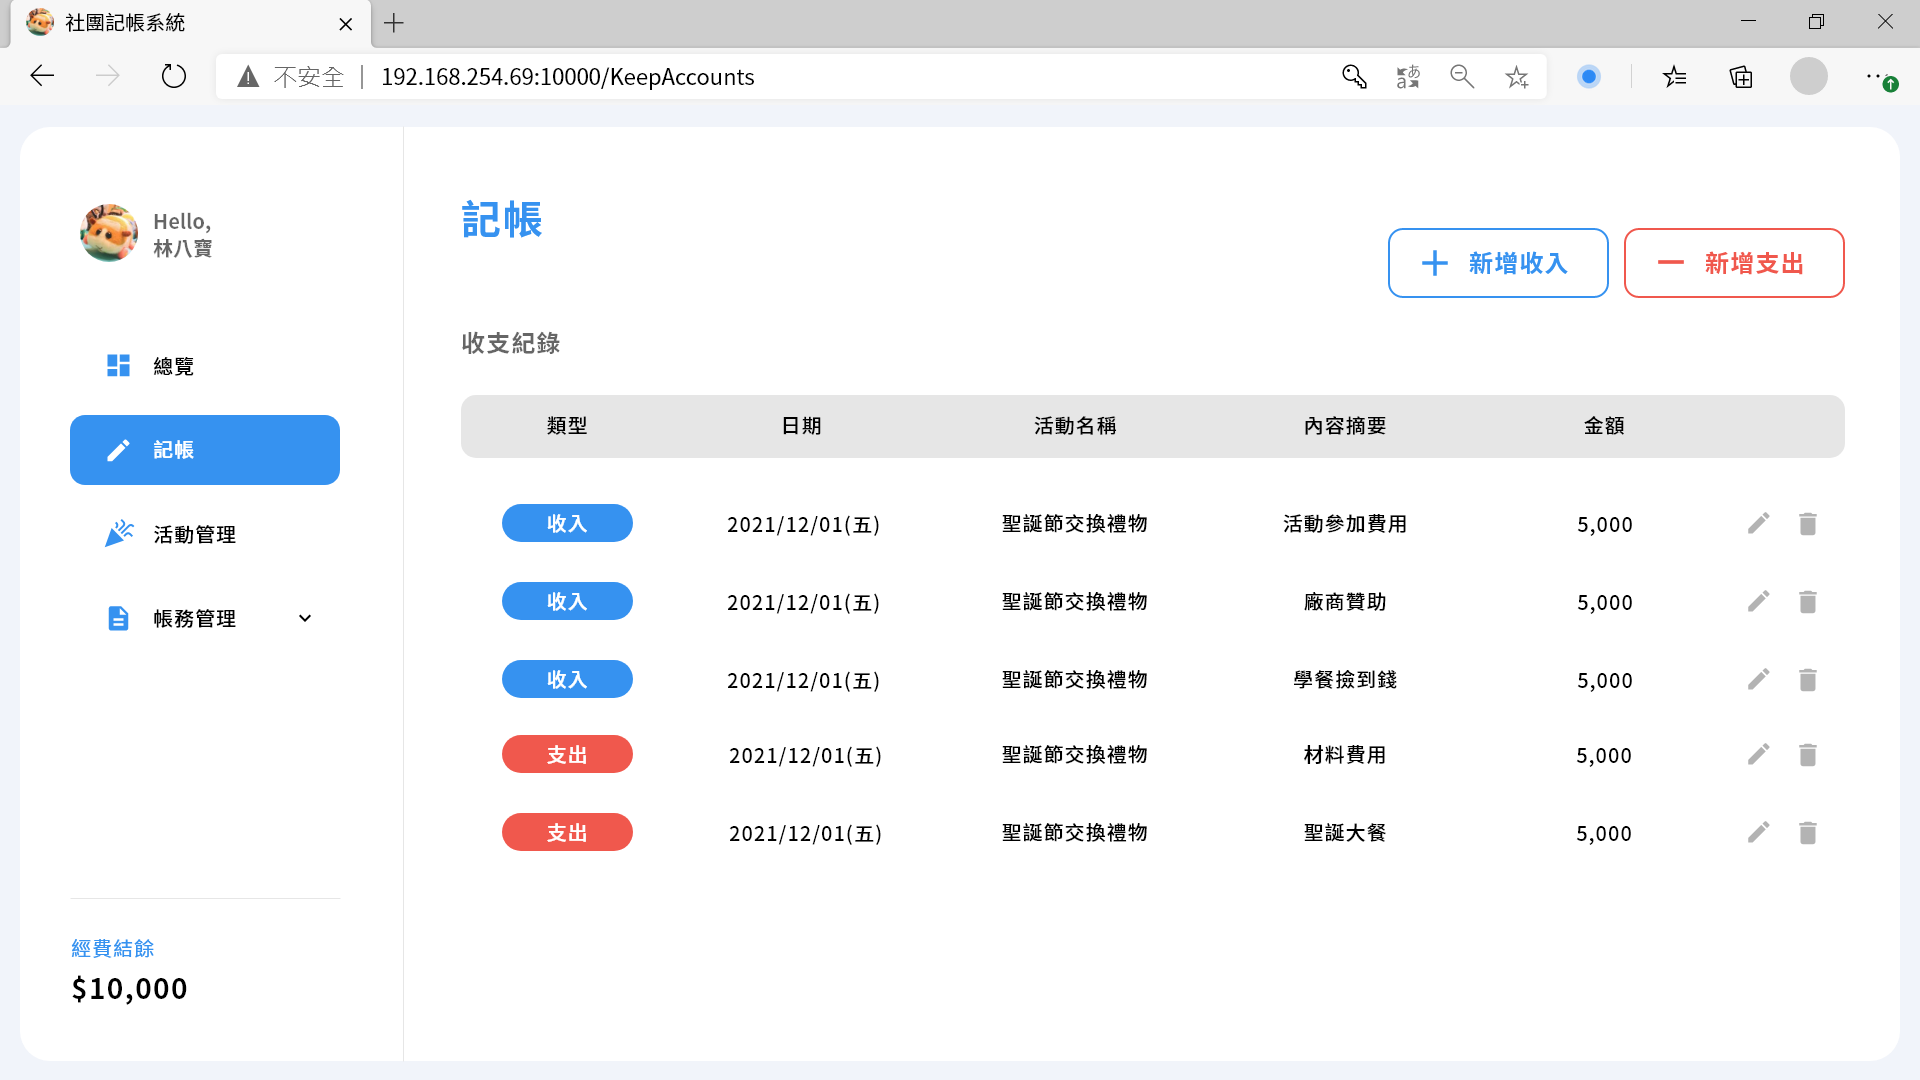 社團記帳系統
不安全 | 192.168.254.69:10000/KeepAccounts
Hello,
林八寶
總覽
記帳
活動管理
帳務管理
經費結餘
$10,000
記帳
新增收入
新增支出
收支紀錄
類型 日期 活動名稱 內容摘要 金額
收入 2021/12/01(五) 聖誕節交換禮物 活動參加費用 5,000
收入 2021/12/01(五) 聖誕節交換禮物 廠商贊助 5,000
收入 2021/12/01(五) 聖誕節交換禮物 學餐撿到錢 5,000
支出 2021/12/01(五) 聖誕節交換禮物 材料費用 5,000
支出 2021/12/01(五) 聖誕節交換禮物 聖誕大餐 5,000